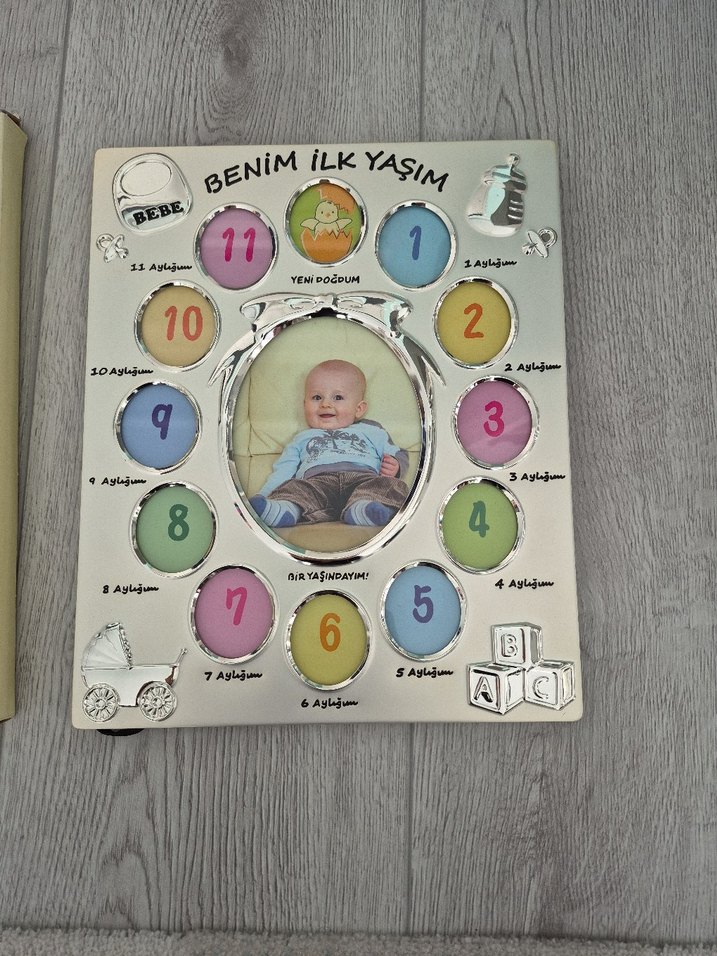 BENİM İLK YAŞIM
BEBE
YENİ DOĞDUM
1
1 Aylığım
2
2 Aylığım
3
3 Aylığım
4
4 Aylığım
5
5 Aylığım
6
6 Aylığım
7
7 Aylığım
8
8 Aylığım
9
9 Aylığım
10
10 Aylığım
11
11 Aylığım
BİR YAŞINDAYIM!
B
A C